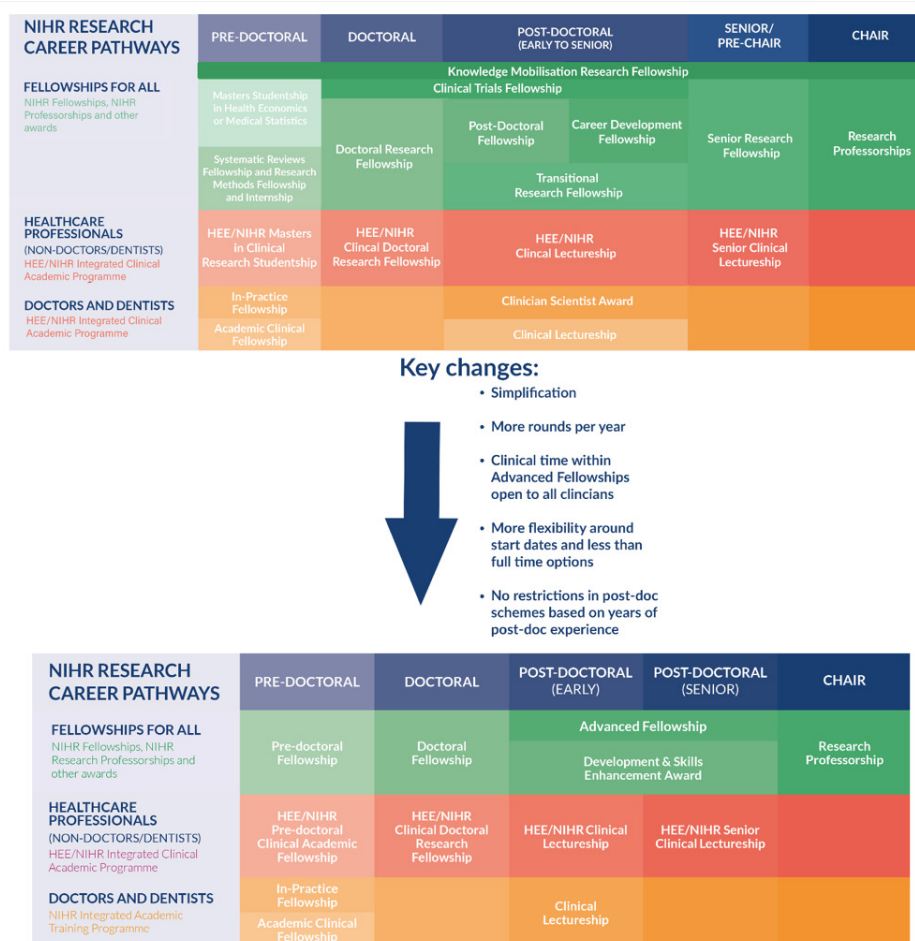 NIHR RESEARCH
CAREER PATHWAYS
PRE-DOCTORAL
DOCTORAL
POST-DOCTORAL
(EARLY TO SENIOR)
SENIOR/
PRE-CHAIR
CHAIR
Knowledge Mobilisation Research Fellowship
FELLOWSHIPS FOR ALL
NIHR Fellowships, NIHR
Professorships and other
awards
Masters Studentship
in Health Economics
or Medical Statistics
Systematic Reviews
Fellowship and Research
Methods Fellowship
and Internship
Clinical Trials Fellowship
Doctoral Research
Fellowship
Post-Doctoral
Fellowship
Career Development
Fellowship
Transitional
Research Fellowship
Senior Research
Fellowship
Research
Professorships
HEALTHCARE
PROFESSIONALS
(NON-DOCTORS/DENTISTS)
HEE/NIHR Integrated Clinical
Academic Programme
HEE/NIHR Masters
in Clinical
Research Studentship
HEE/NIHR
Clincal Doctoral
Research Fellowship
HEE/NIHR
Clincal Lectureship
HEE/NIHR
Senior Clinical
Lectureship
DOCTORS AND DENTISTS
HEE/NIHR Integrated Clinical
Academic Programme
In-Practice
Fellowship
Academic Clinical
Fellowship
Clinician Scientist Award
Clinical Lectureship
Key changes:
• Simplification
• More rounds per year
• Clinical time within
Advanced Fellowships
open to all clincians
• More flexibility around
start dates and less than
full time options
• No restrictions in post-doc
schemes based on years of
post-doc experience
NIHR RESEARCH
CAREER PATHWAYS
PRE-DOCTORAL
DOCTORAL
POST-DOCTORAL
(EARLY)
POST-DOCTORAL
(SENIOR)
CHAIR
FELLOWSHIPS FOR ALL
NIHR Fellowships, NIHR
Research Professorships and
other awards
Pre-doctoral
Fellowship
Doctoral
Fellowship
Advanced Fellowship
Development & Skills
Enhancement Award
Research
Professorship
HEALTHCARE
PROFESSIONALS
(NON-DOCTORS/DENTISTS)
HEE/NIHR Integrated Clinical
Academic Programme
HEE/NIHR
Pre-doctoral
Clinical Academic
Fellowship
HEE/NIHR
Clinical Doctoral
Research
Fellowship
HEE/NIHR Clinical
Lectureship
HEE/NIHR Senior
Clinical Lectureship
DOCTORS AND DENTISTS
NIHR Integrated Academic
Training Programme
In-Practice
Fellowship
Academic Clinical
Fellowship
Clinical
Lectureship